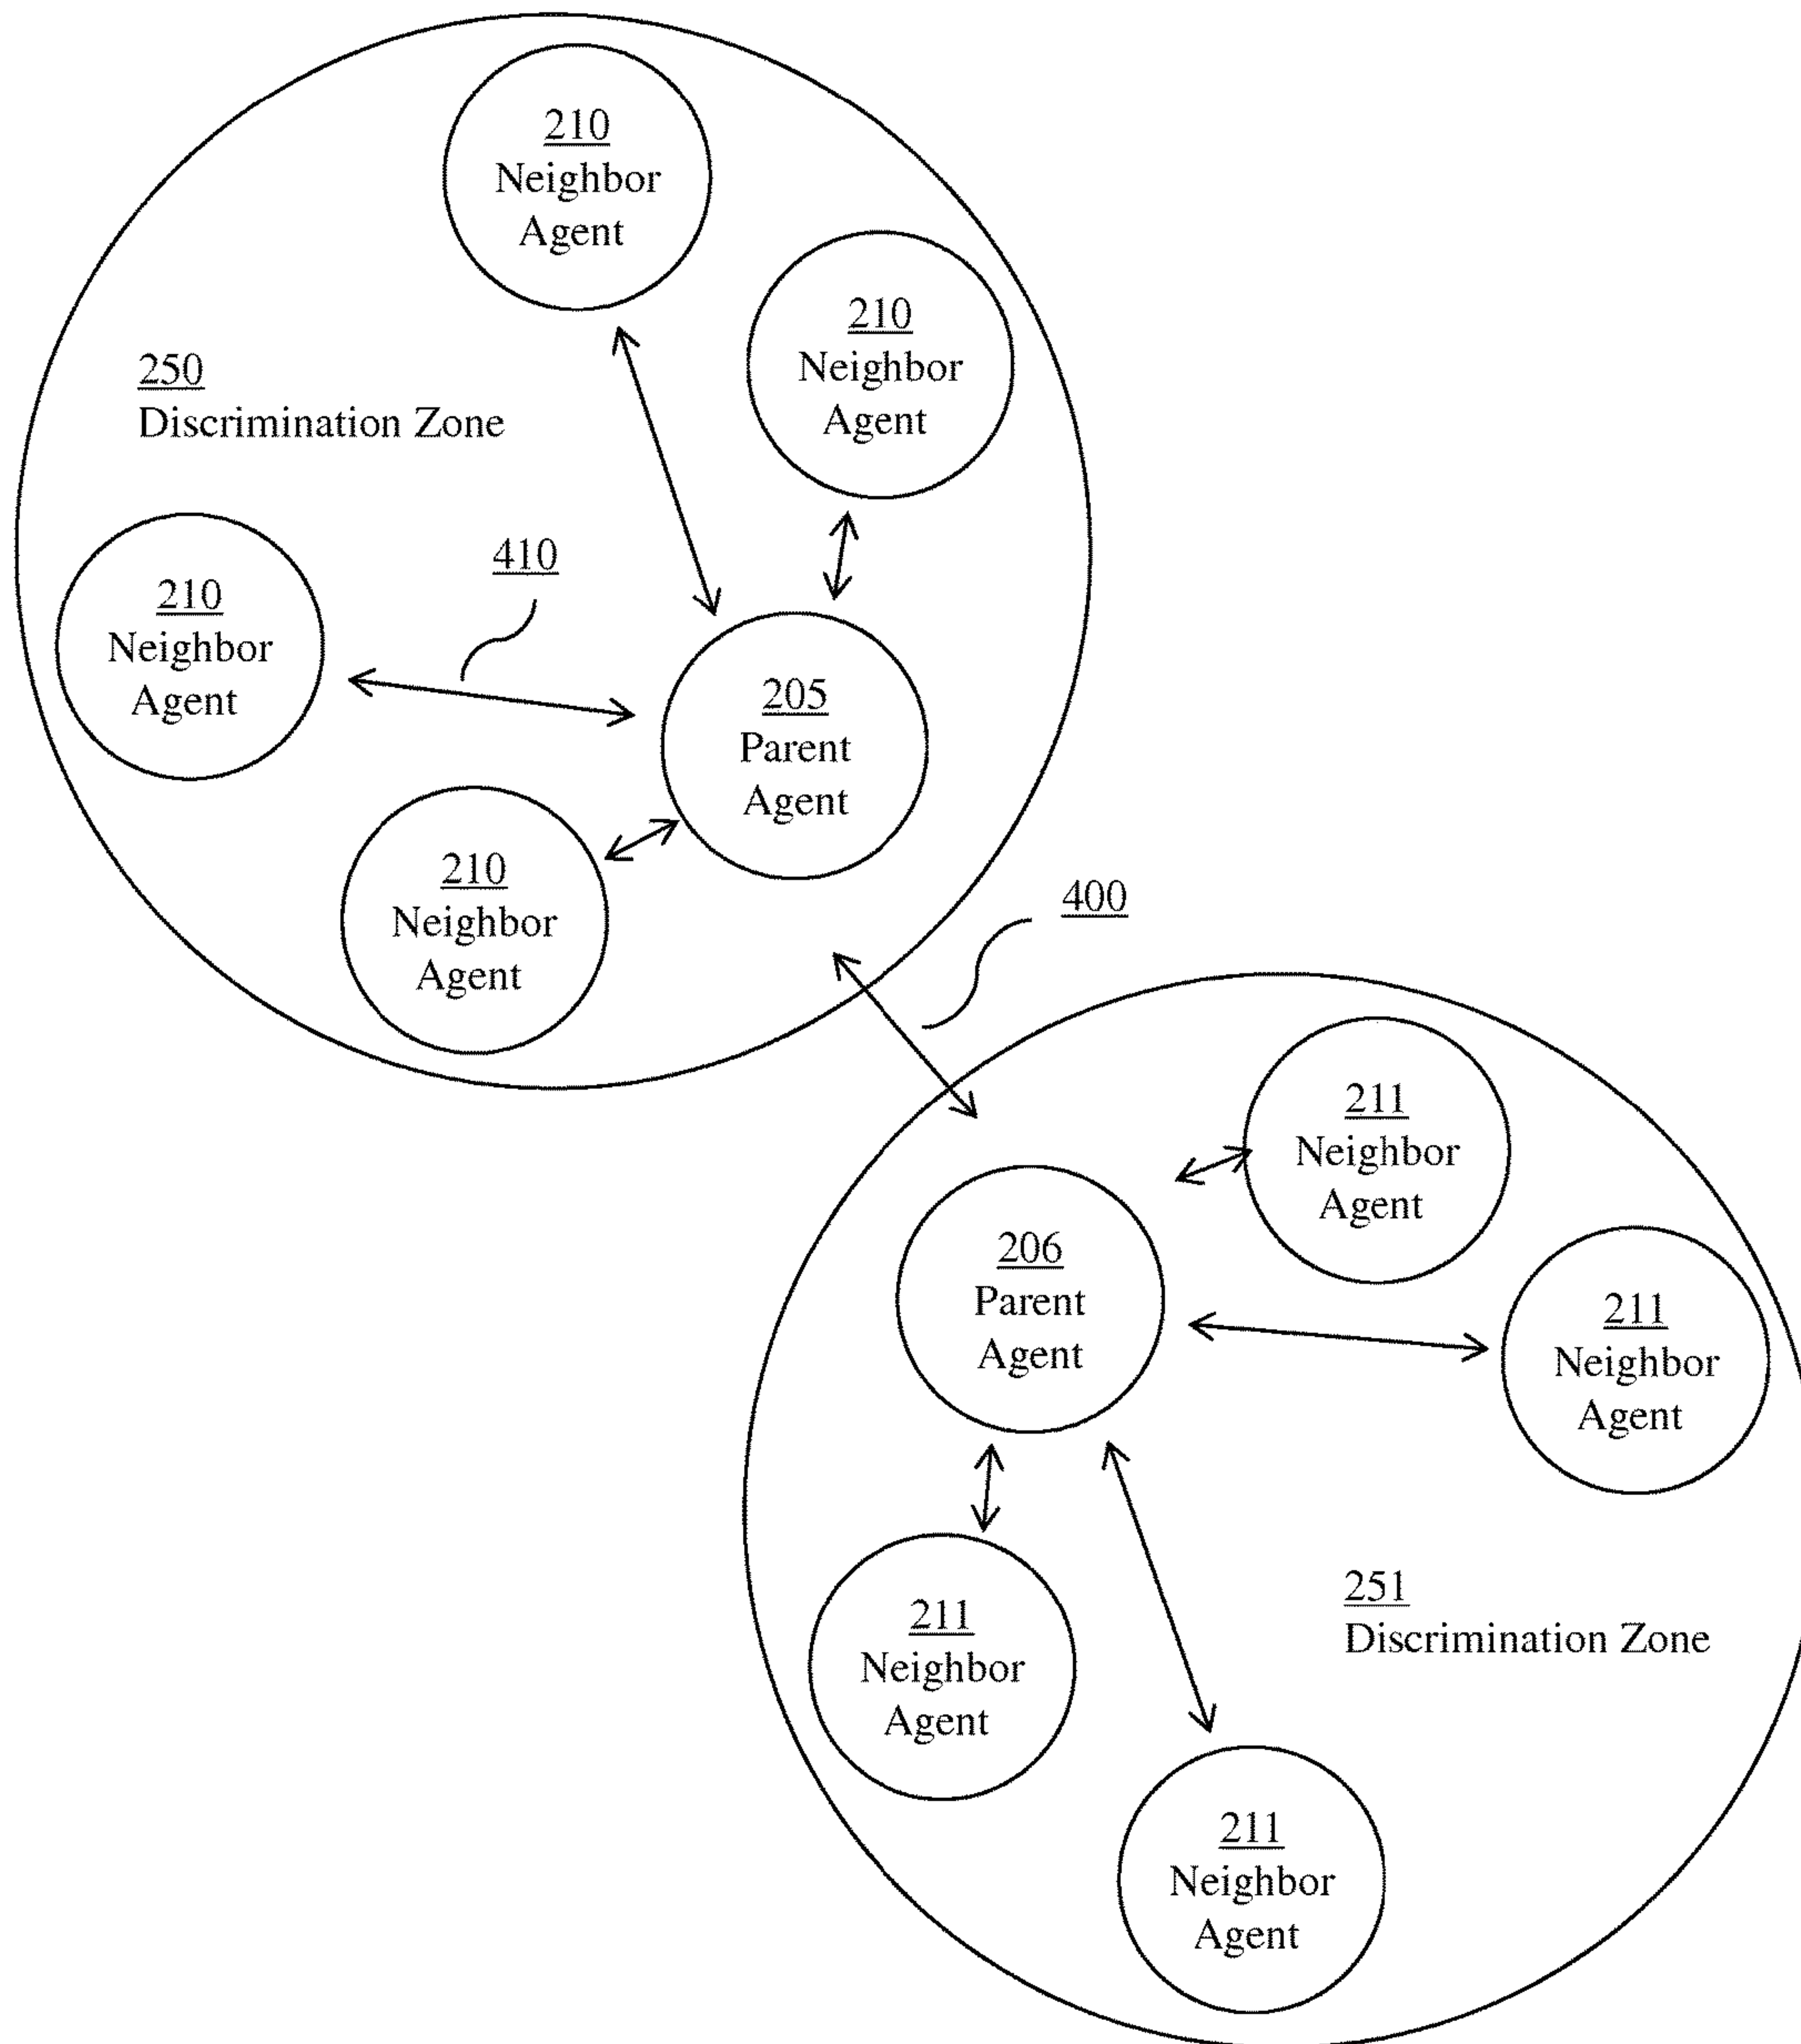 210
Neighbor
Agent
210
Neighbor
Agent
250
Discrimination Zone
410
210
Neighbor
Agent
205
Parent
Agent
210
Neighbor
Agent
400
211
Neighbor
Agent
206
Parent
Agent
211
Neighbor
Agent
251
Discrimination Zone
211
Neighbor
Agent
211
Neighbor
Agent